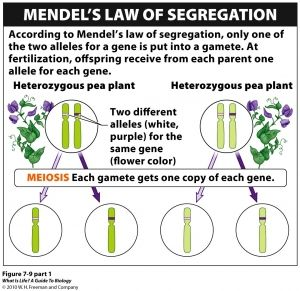 MENDEL'S LAW OF SEGREGATION
According to Mendel's law of segregation, only one of
the two alleles for a gene is put into a gamete. At
fertilization, offspring receive from each parent one
allele for each gene.
Heterozygous pea plant
Heterozygous pea plant
Two different
alleles (white,
purple) for the
same gene
(flower color)
MEIOSIS Each gamete gets one copy of each gene.
Figure 7-9 part 1
What Is Life? A Guide To Biology
© 2010 W. H. Freeman and Company